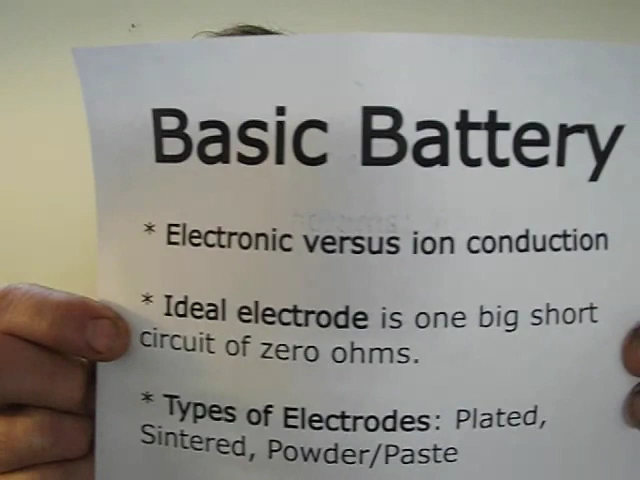 Basic Battery
* Electronic versus ion conduction
* Ideal electrode is one big short
circuit of zero ohms.
* Types of Electrodes: Plated,
Sintered, Powder/Paste